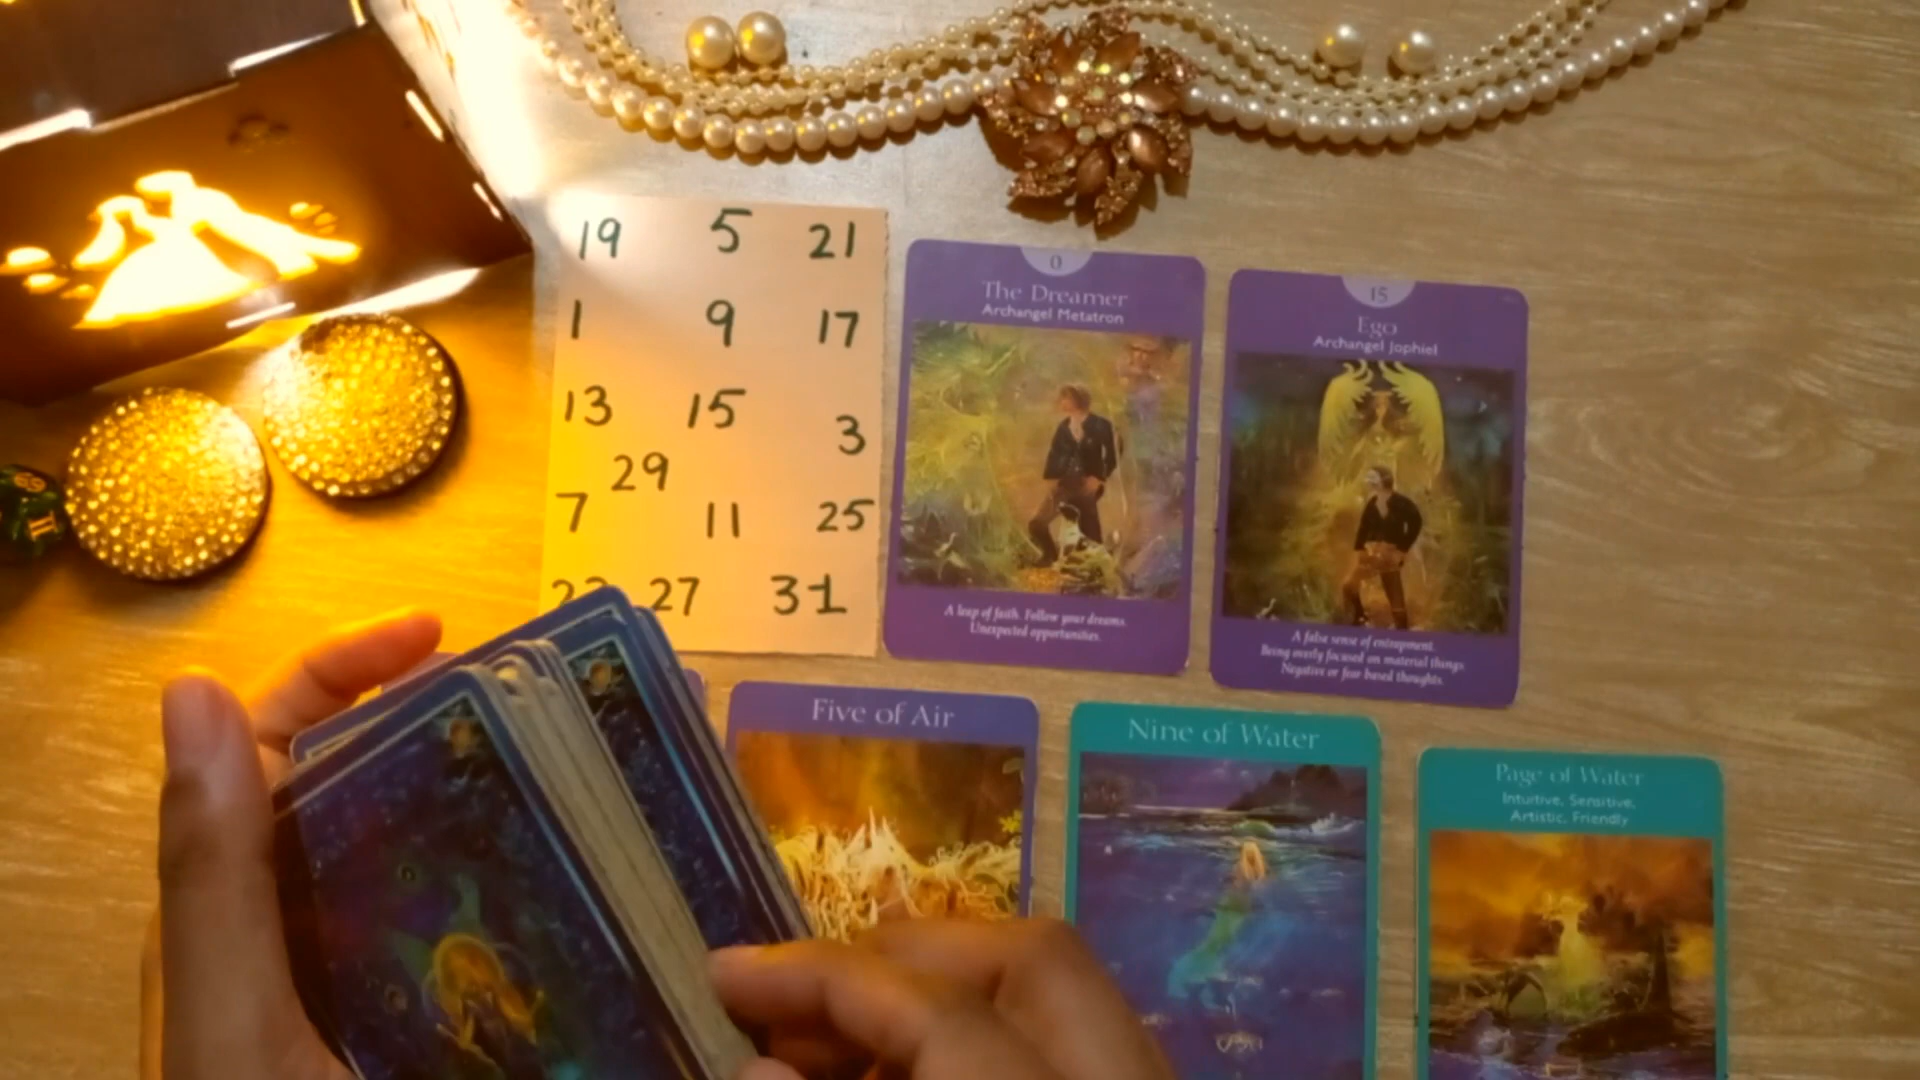 19 5 21
1 9 17
13 15 3
29
7 11 25
27 31
0
The Dreamer
Archangel Metatron
A leap of faith. Follow your dreams.
Unexpected opportunities.
15
Ego
Archangel Jophiel
A false sense of entrapment.
Being overly focused on material things.
Negative or fear based thoughts.
Five of Air
Nine of Water
Page of Water
Intuitive, Sensitive,
Artistic, Friendly